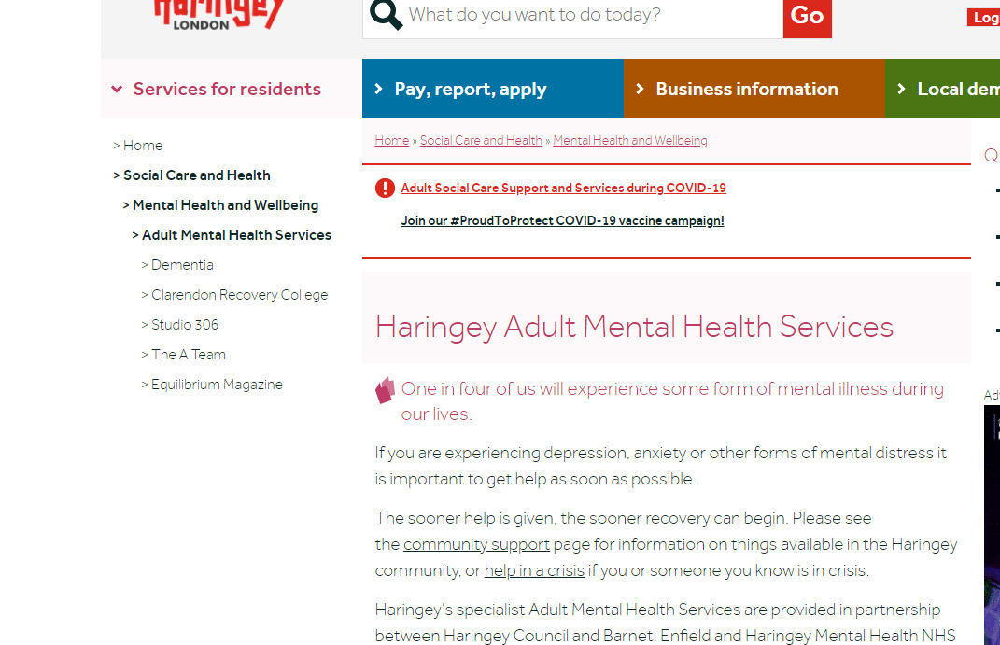 Haringey
LONDON
What do you want to do today?
Go
Log
Services for residents
Pay, report, apply
Business information
Local dem
> Home
> Social Care and Health
> Mental Health and Wellbeing
> Adult Mental Health Services
> Dementia
> Clarendon Recovery College
> Studio 306
> The A Team
> Equilibrium Magazine
Home » Social Care and Health » Mental Health and Wellbeing
Adult Social Care Support and Services during COVID-19
Join our #ProudToProtect COVID-19 vaccine campaign!
Haringey Adult Mental Health Services
One in four of us will experience some form of mental illness during
our lives.
If you are experiencing depression, anxiety or other forms of mental distress it
is important to get help as soon as possible.
The sooner help is given, the sooner recovery can begin. Please see
the community support page for information on things available in the Haringey
community, or help in a crisis if you or someone you know is in crisis.
Haringey's specialist Adult Mental Health Services are provided in partnership
between Haringey Council and Barnet, Enfield and Haringey Mental Health NHS
Q
Ad